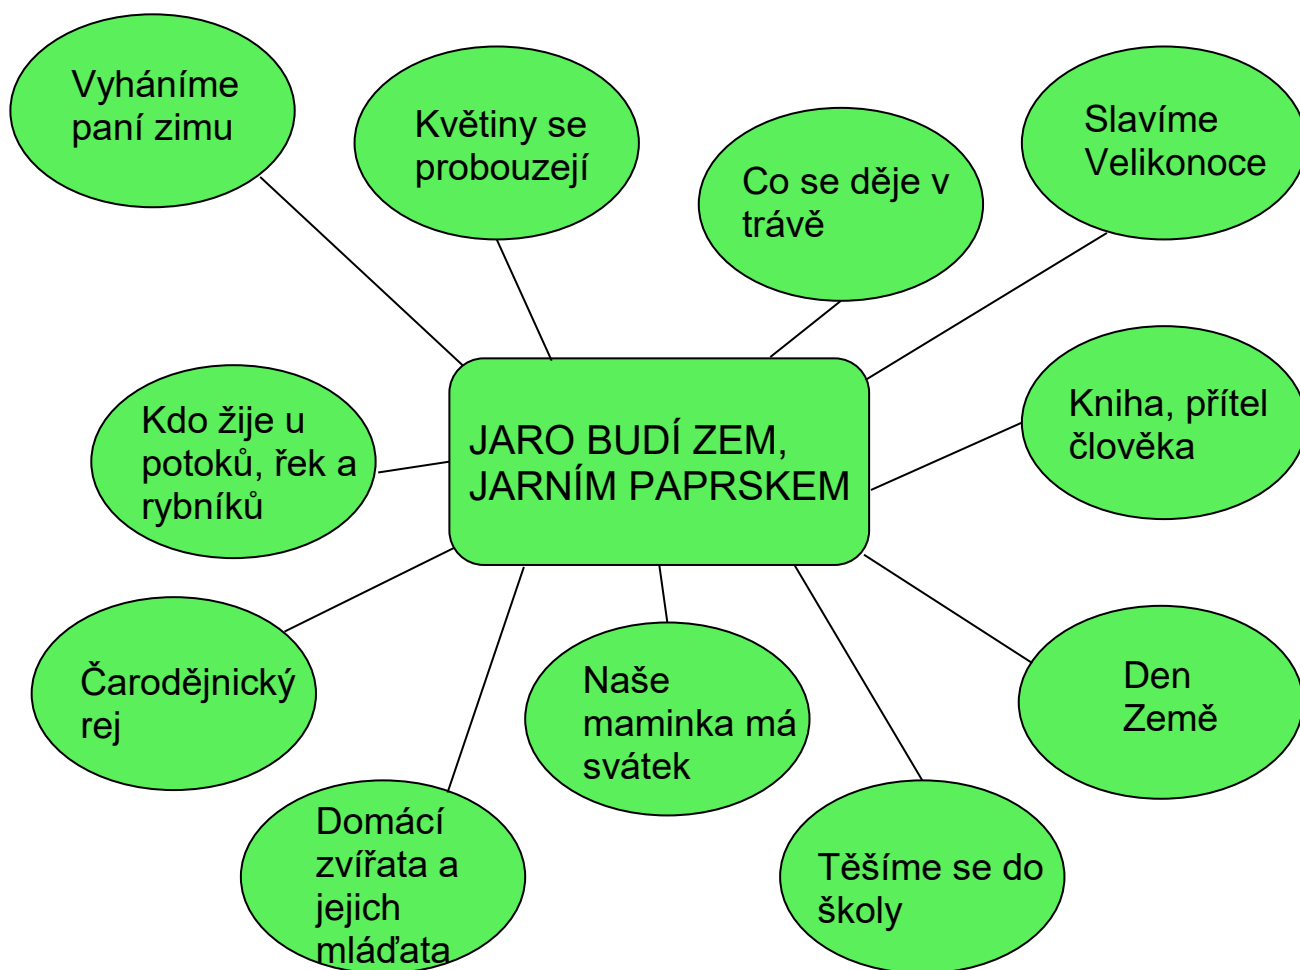 Vyháníme
paní zimu
Květiny se
probouzejí
Co se děje v
trávě
Slavíme
Velikonoce
Kdo žije u
potoků, řek a
rybníků
JARO BUDÍ ZEM,
JARNÍM PAPRSKEM
Kniha, přítel
člověka
Čarodějnický
rej
Naše
maminka má
svátek
Den
Země
Domácí
zvířata a
jejich
mláďata
Těšíme se do
školy